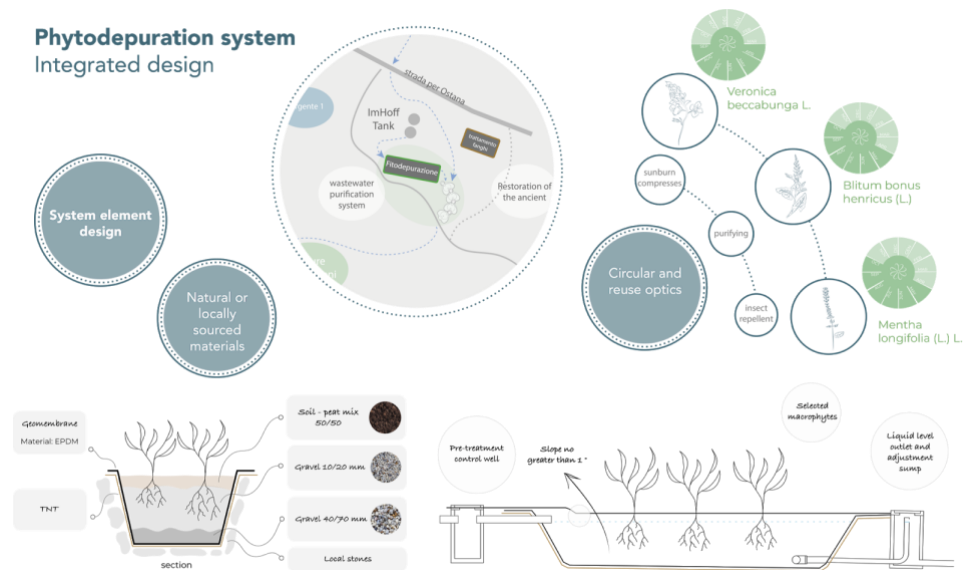 Phytodepuration system
Integrated design
System element
design
Natural or
locally
sourced
materials
strada per Ostana
gente 1
ImHoff
Tank
trattamento
fanghi
Fitodepurazione
wastewater
purification
system
Restoration of
the ancient
Veronica
beccabunga L.
sunburn
compresses
Blitum bonus
henricus (L.)
purifying
Circular and
reuse optics
insect
repellent
Mentha
longifolia (L.) L.
Geomembrane
Material: EPDM
TNT
Soil - peat mix
50/50
Gravel 10/20 mm
Gravel 40/70 mm
Local stones
section
Pre-treatment
control well
Slope no
greater than 1 °
Selected
macrophytes
Liquid level
outlet and
adjustment
sump